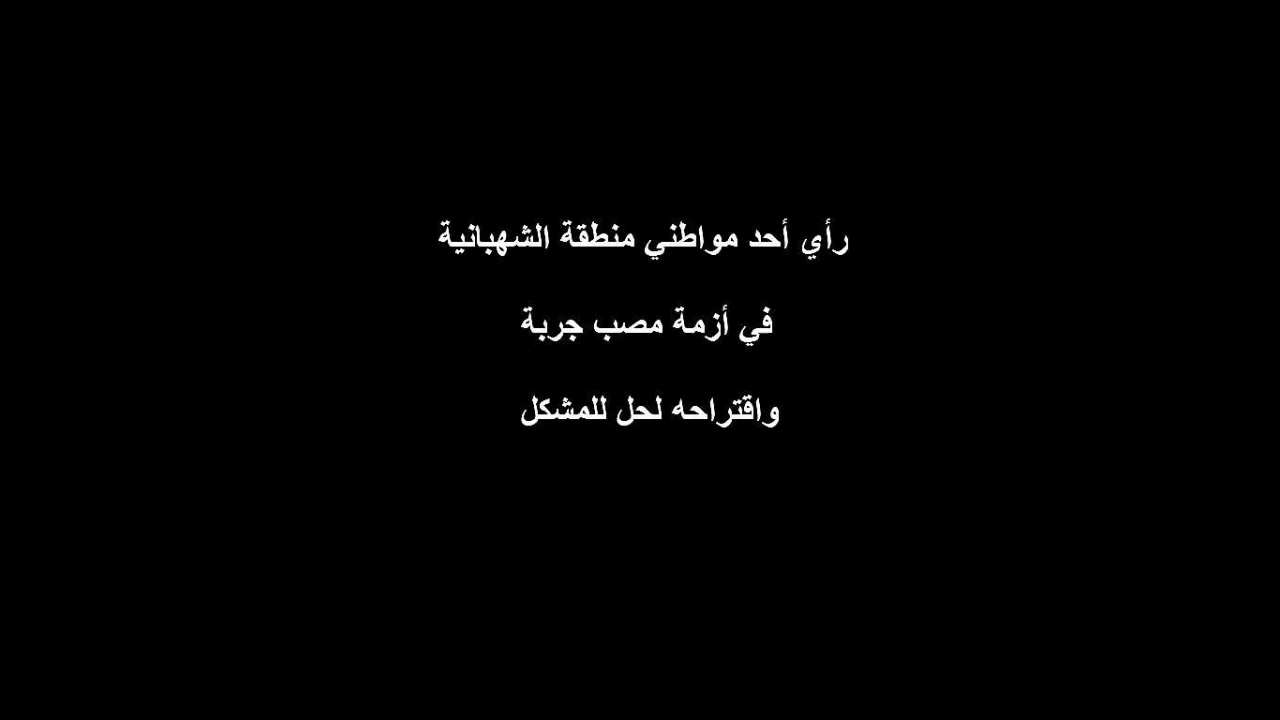 رأي أحد مواطني منطقة الشهبانية
في أزمة مصب جربة
واقتراحه لحل للمشكل